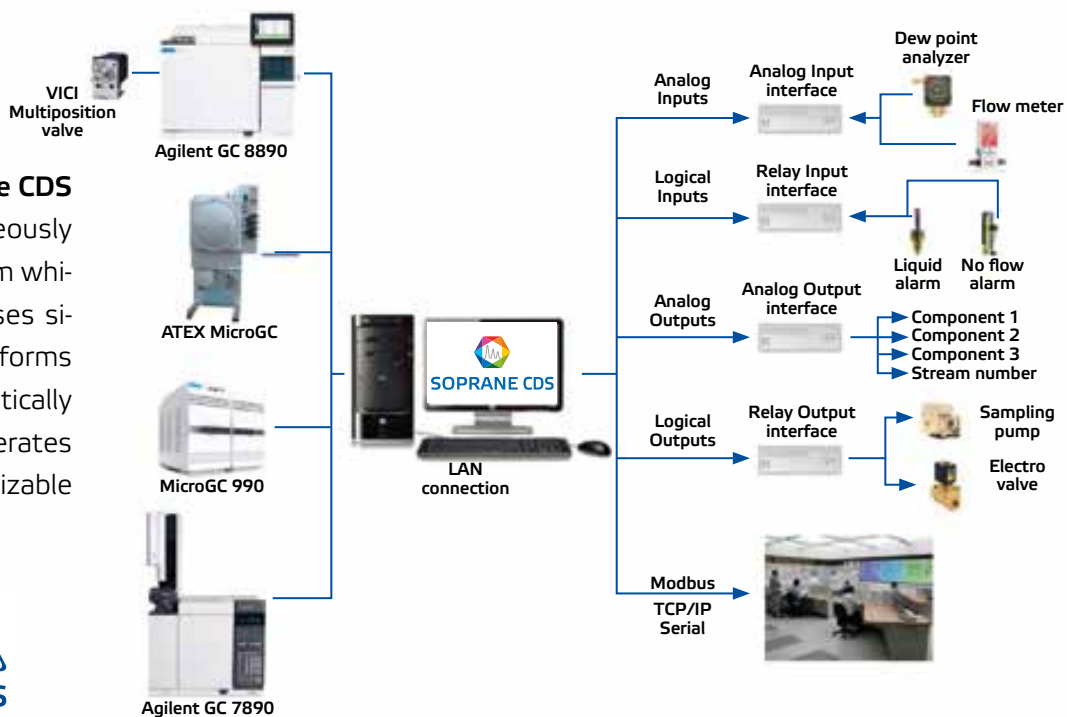 VICI
Multiposition
valve
Agilent GC 8890
e CDS
eously
m whi-
ses si-
forms
tically
erates
izable
S
ATEX MicroGC
MicroGC 990
Agilent GC 7890
SOPRANE CDS
LAN
connection
Analog
Inputs
Analog Input
interface
Dew point
analyzer
Flow meter
Logical
Inputs
Relay Input
interface
Liquid
alarm
No flow
alarm
Analog
Outputs
Analog Output
interface
Component 1
Component 2
Component 3
Stream number
Logical
Outputs
Relay Output
interface
Sampling
pump
Electro
valve
Modbus
TCP/IP
Serial